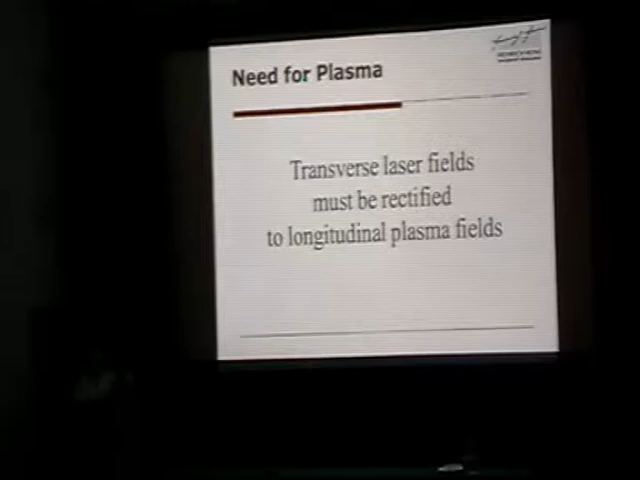 Need for Plasma
Transverse laser fields
must be rectified
to longitudinal plasma fields